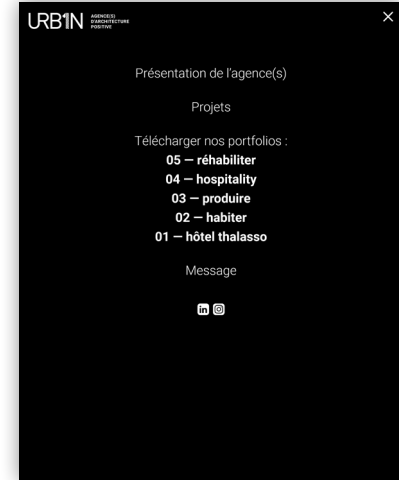 URB1N AGENCE(S)
D'ARCHITECTURE
POSITIVE
Présentation de l'agence(s)
Projets
Télécharger nos portfolios :
05 — réhabiliter
04 — hospitality
03 — produire
02 — habiter
01 — hôtel thalasso
Message
in